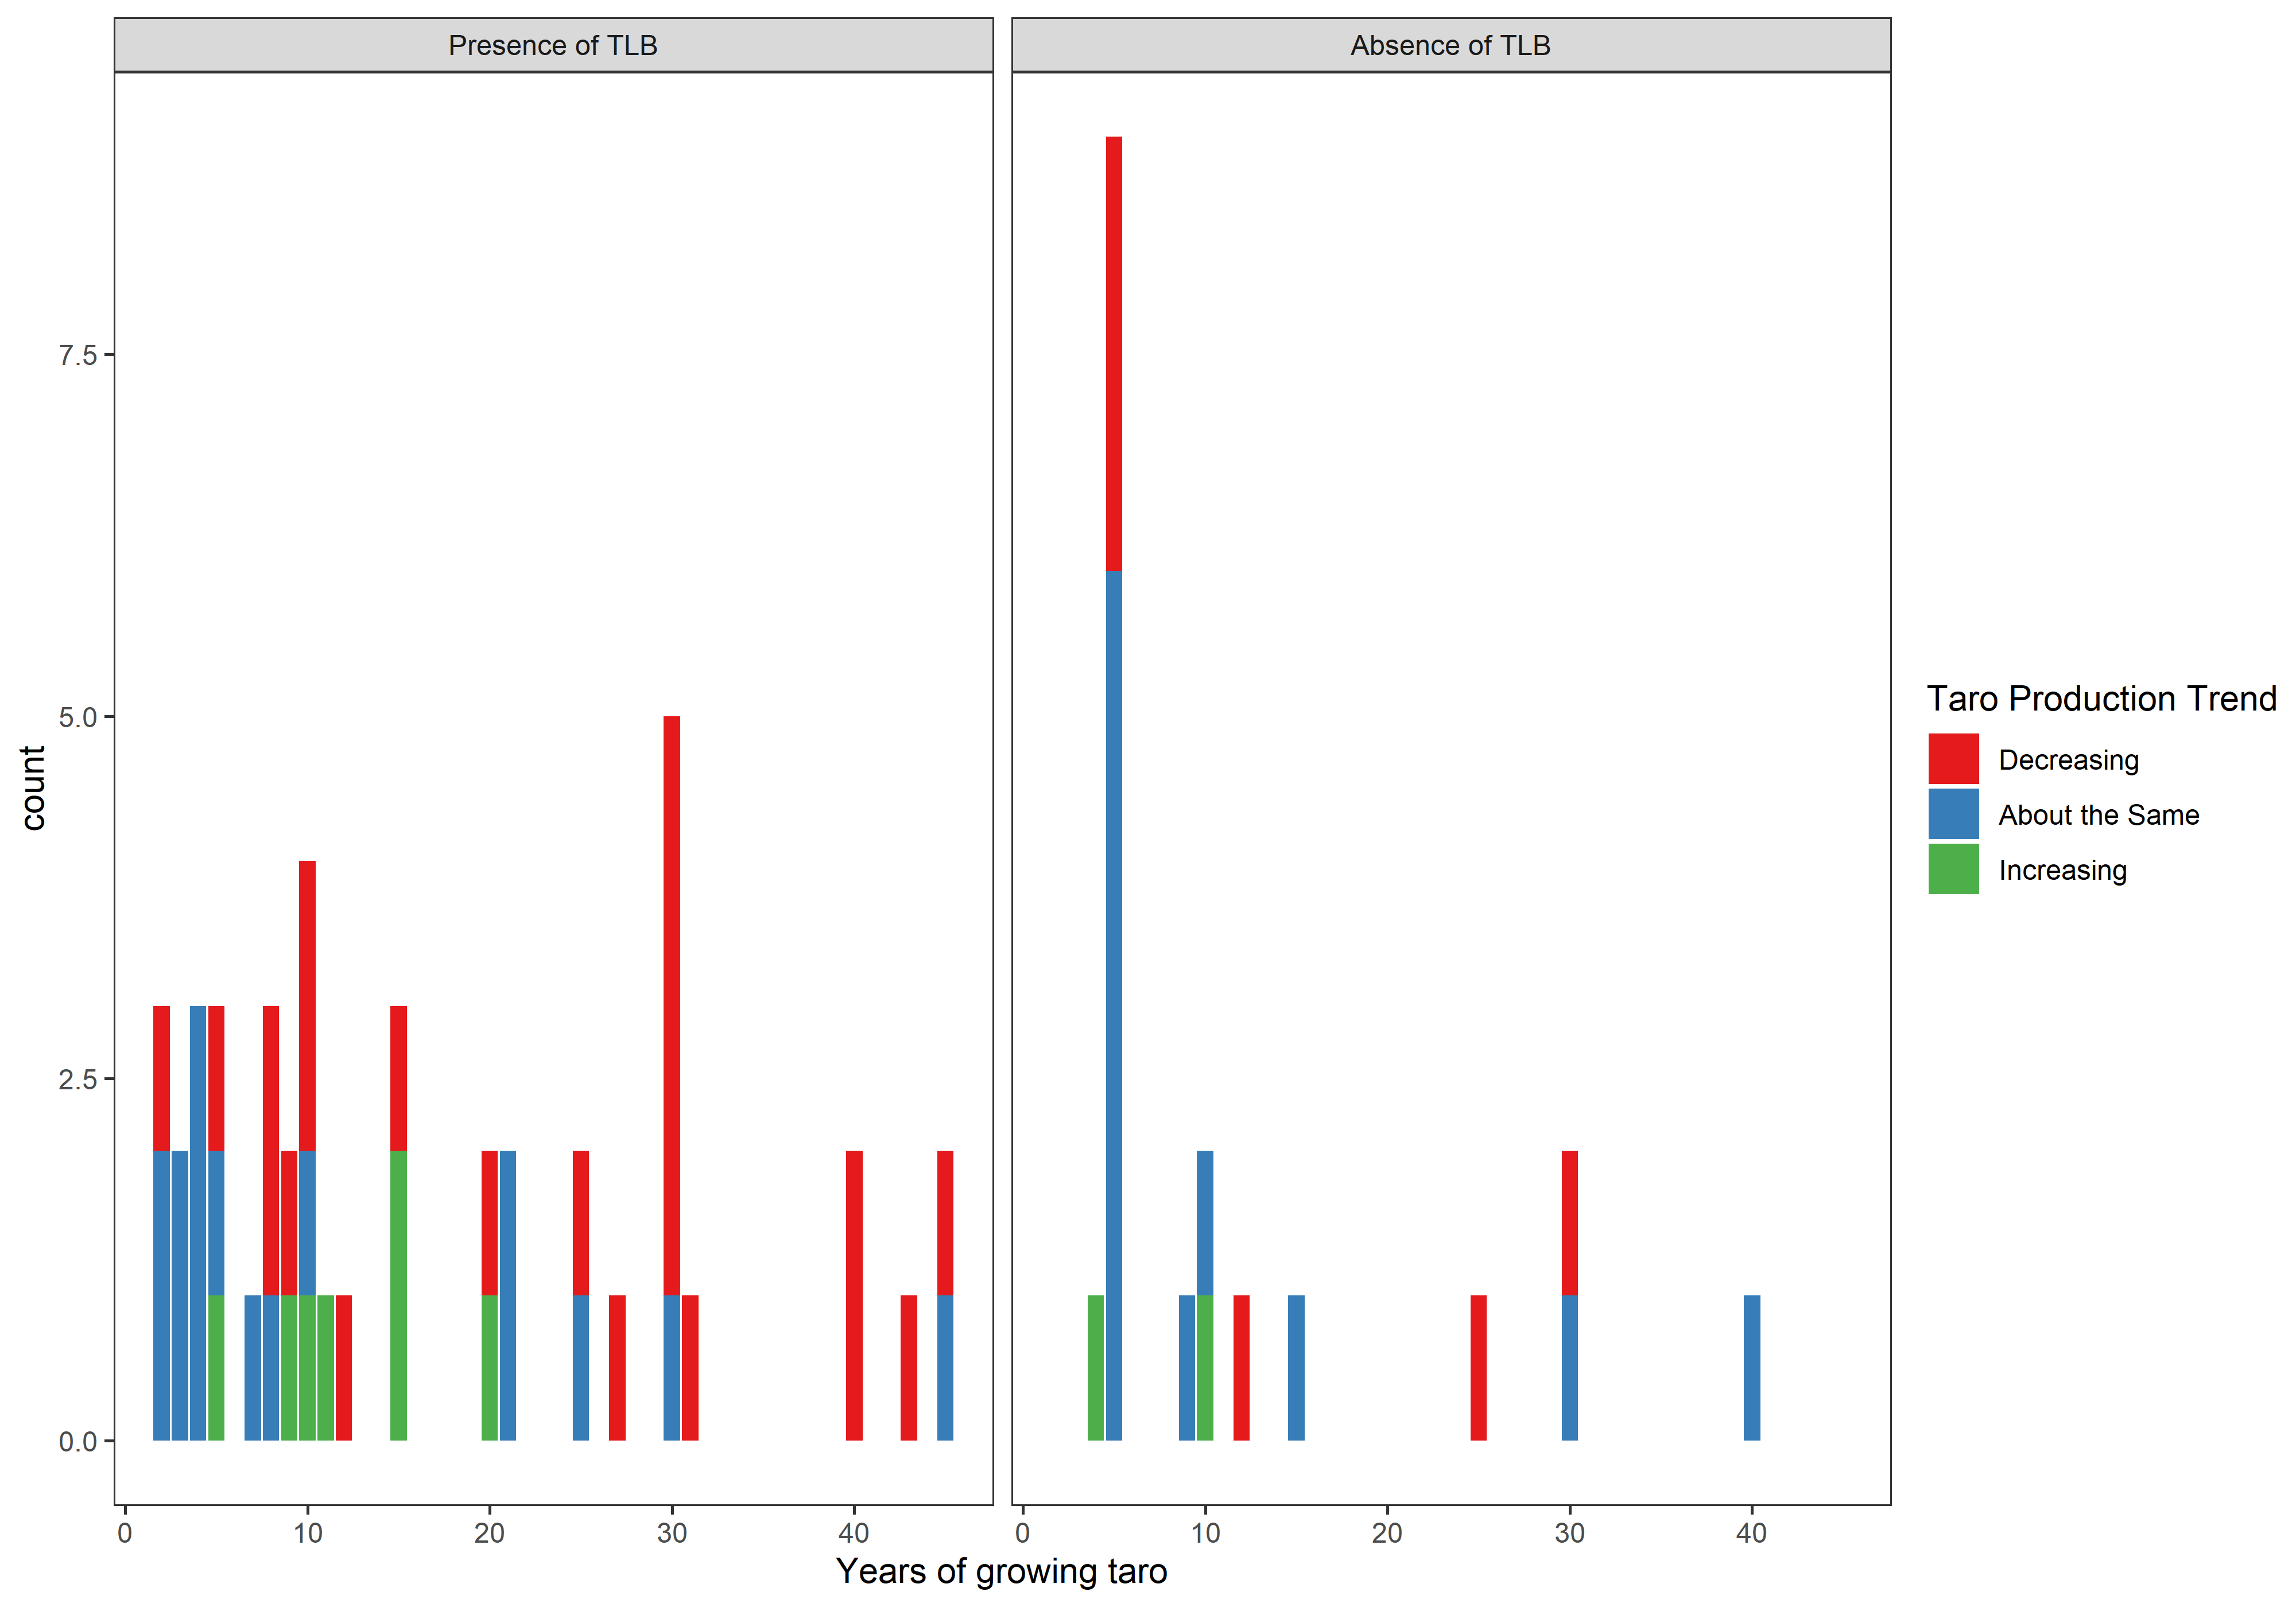 Presence of TLB
Absence of TLB
7.5
5.0
2.5
0.0
count
0 10 20 30 40
0 10 20 30 40
Years of growing taro
Taro Production Trend
Decreasing
About the Same
Increasing